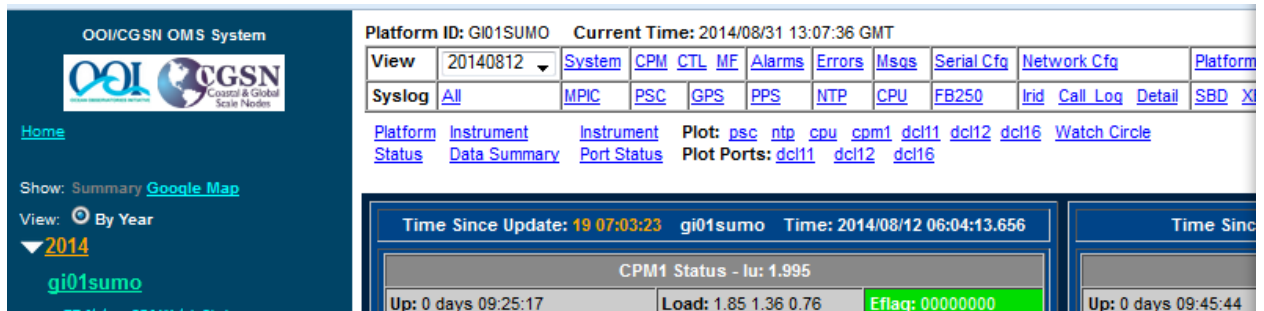 OOI/CGSN OMS System
OOI CGSN
OCEAN OBSERVATORIES INITIATIVE
Coastal & Global
Scale Nodes
Home
Show: Summary Google Map
View: By Year
2014
gi01sumo
Platform ID: GI01SUMO Current Time: 2014/08/31 13:07:36 GMT
View 20140812 System CPM CTL MF Alarms Errors Msgs Serial Cfg Network Cfg Platform
Syslog All MPIC PSC GPS PPS NTP CPU FB250 Irid Call Log Detail SBD
Platform Instrument Instrument Plot: psc ntp cpu cpm1 dcl11 dcl12 dcl16 Watch Circle
Status Data Summary Port Status Plot Ports: dcl11 dcl12 dcl16
Time Since Update: 19 07:03:23 gi01sumo Time: 2014/08/12 06:04:13.656 Time Sinc
CPM1 Status - lu: 1.995
Up: 0 days 09:25:17 Load: 1.85 1.36 0.76 Eflag: 00000000 Up: 0 days 09:45:44